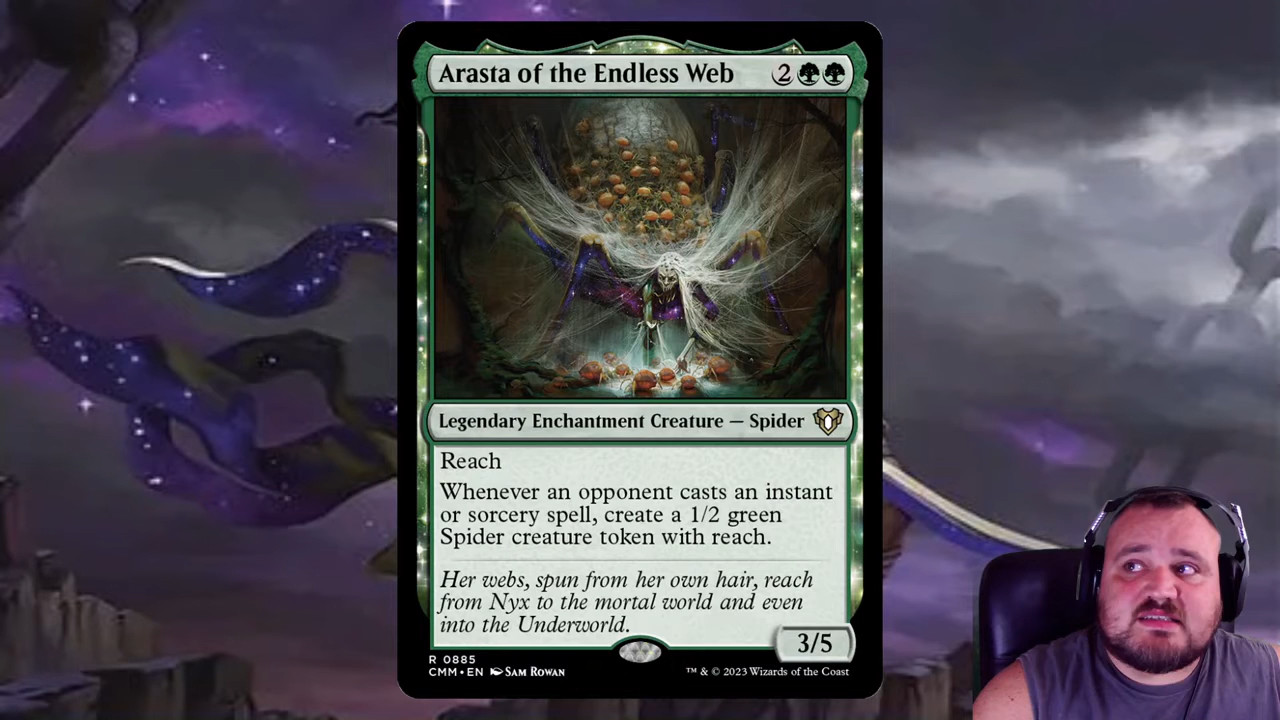 Arasta of the Endless Web 2
Legendary Enchantment Creature — Spider
Reach
Whenever an opponent casts an instant
or sorcery spell, create a 1/2 green
Spider creature token with reach.
Her webs, spun from her own hair, reach
from Nyx to the mortal world and even
into the Underworld.
3/5
R 0885
CMM • EN Sam Rowan
™ & © 2023 Wizards of the Coast